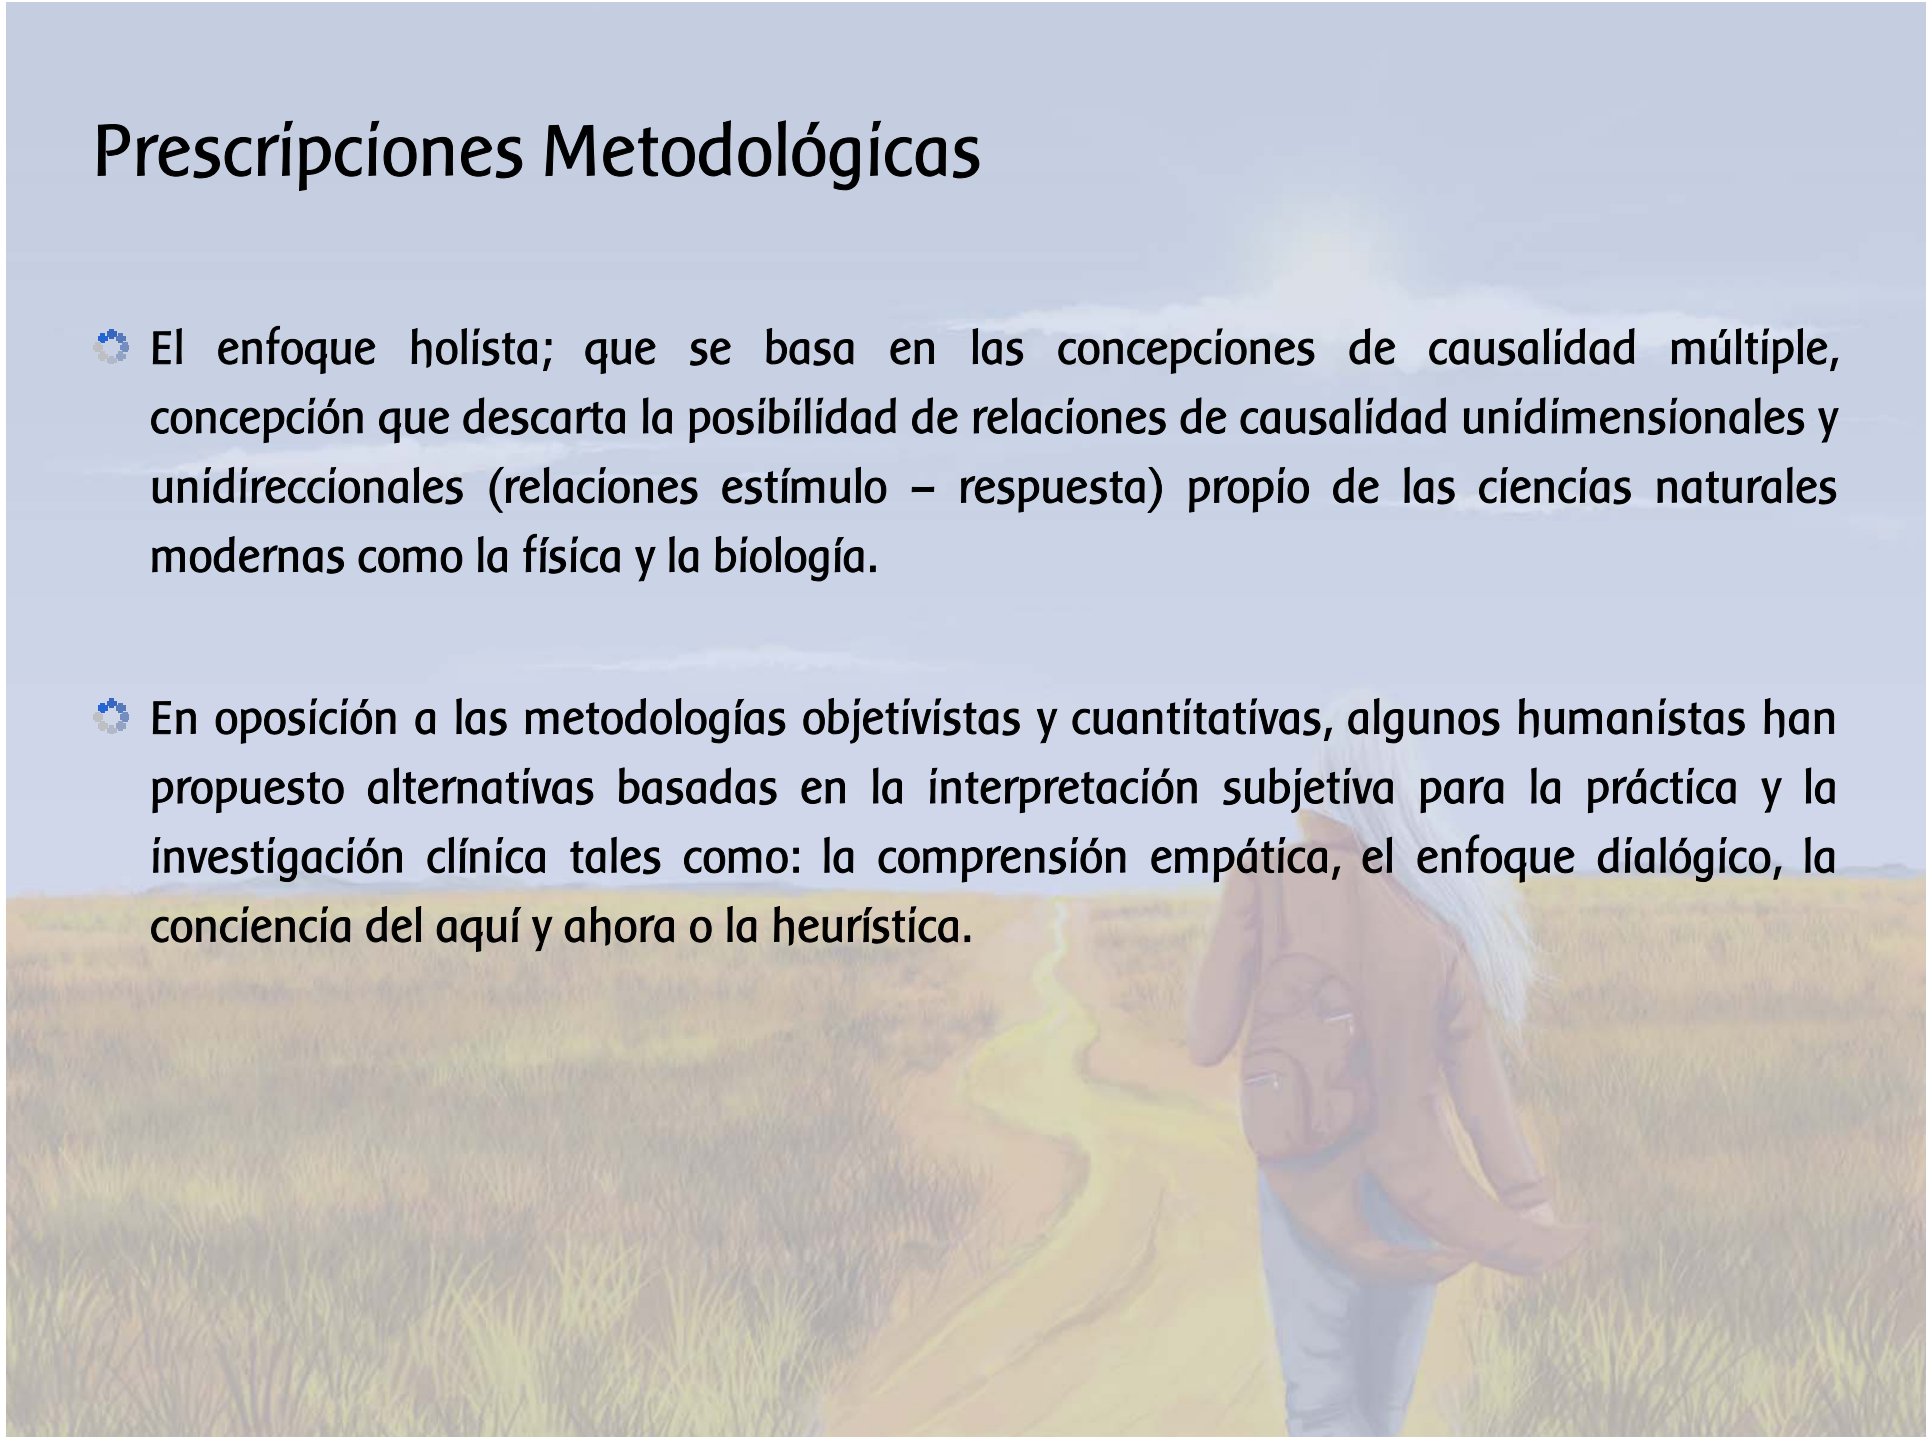 Prescripciones Metodológicas
El enfoque holista; que se basa en las concepciones de causalidad múltiple,
concepción que descarta la posibilidad de relaciones de causalidad unidimensionales y
unidireccionales (relaciones estímulo – respuesta) propio de las ciencias naturales
modernas como la física y la biología.
En oposición a las metodologías objetivistas y cuantitativas, algunos humanistas han
propuesto alternativas basadas en la interpretación subjetiva para la práctica y la
investigación clínica tales como: la comprensión empática, el enfoque dialógico, la
conciencia del aquí y ahora o la heurística.